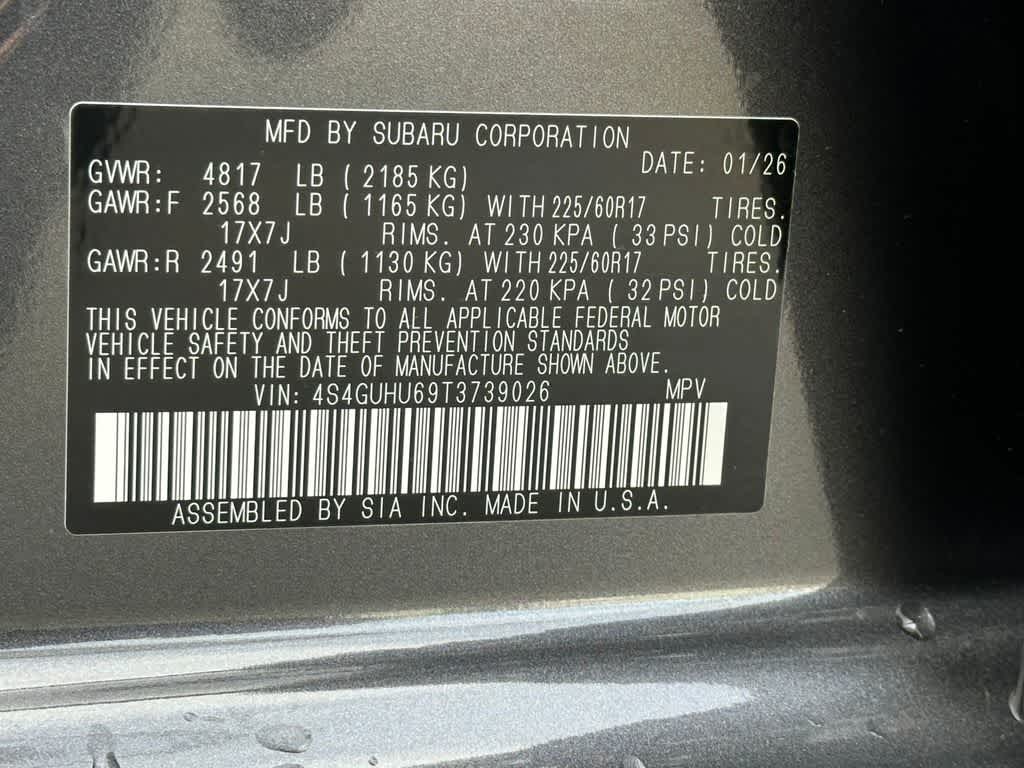 MFD BY SUBARU CORPORATION
DATE: 01/26
GVWR: 4817 LB ( 2185 KG)
GAWR:F 2568 LB ( 1165 KG) WITH 225/60R17 TIRES.
17X7J RIMS. AT 230 KPA ( 33 PSI) COLD
GAWR:R 2491 LB ( 1130 KG) WITH 225/60R17 TIRES.
17X7J RIMS. AT 220 KPA ( 32 PSI) COLD
THIS VEHICLE CONFORMS TO ALL APPLICABLE FEDERAL MOTOR
VEHICLE SAFETY AND THEFT PREVENTION STANDARDS
IN EFFECT ON THE DATE OF MANUFACTURE SHOWN ABOVE.
VIN: 4S4GUHU69T3739026 MPV
ASSEMBLED BY SIA INC. MADE IN U.S.A.